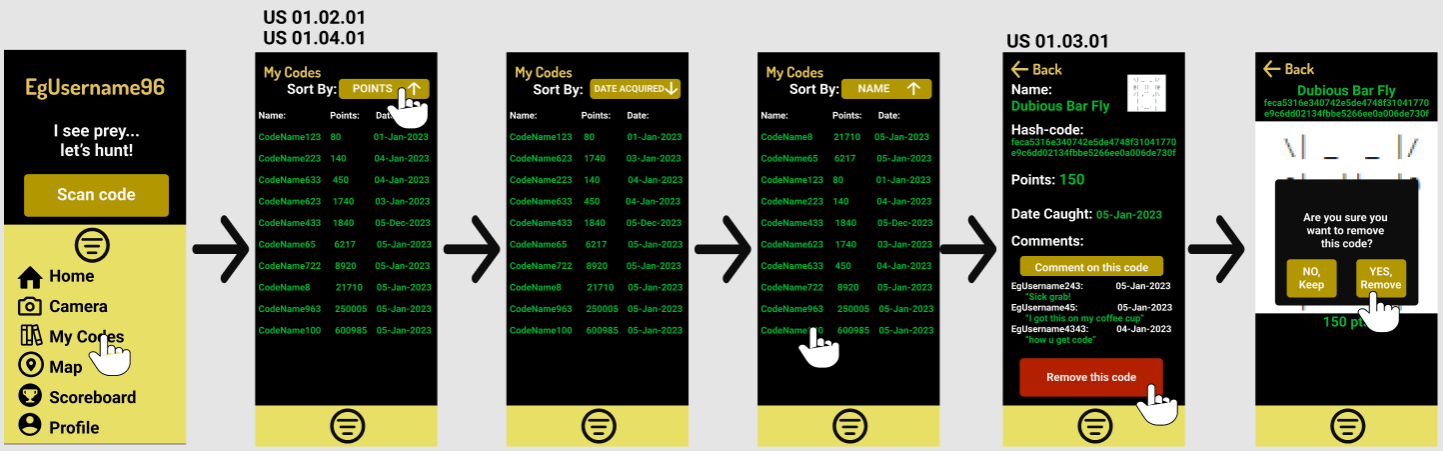 US 01.02.01
US 01.04.01
EgUsername96
I see prey...
let's hunt!
Scan code
Home
Camera
My Codes
Map
Scoreboard
Profile
My Codes
Sort By: POINTS
Name: Points: Date:
CodeName123 80 01-Jan-2023
CodeName223 140 04-Jan-2023
CodeName633 450 04-Jan-2023
CodeName623 1740 03-Jan-2023
CodeName433 1840 05-Dec-2023
CodeName65 6217 05-Jan-2023
CodeName722 8920 05-Jan-2023
CodeName8 21710 05-Jan-2023
CodeName963 250005 05-Jan-2023
CodeName100 600985 05-Jan-2023
My Codes
Sort By: DATE ACQUIRED
Name: Points: Date:
CodeName123 80 01-Jan-2023
CodeName623 1740 03-Jan-2023
CodeName223 140 04-Jan-2023
CodeName633 450 04-Jan-2023
CodeName433 1840 05-Dec-2023
CodeName65 6217 05-Jan-2023
CodeName722 8920 05-Jan-2023
CodeName8 21710 05-Jan-2023
CodeName963 250005 05-Jan-2023
CodeName100 600985 05-Jan-2023
My Codes
Sort By: NAME
Name: Points: Date:
CodeName8 21710 05-Jan-2023
CodeName65 6217 05-Jan-2023
CodeName123 80 01-Jan-2023
CodeName223 140 04-Jan-2023
CodeName433 1840 05-Dec-2023
CodeName623 1740 03-Jan-2023
CodeName633 450 04-Jan-2023
CodeName722 8920 05-Jan-2023
CodeName963 250005 05-Jan-2023
600985 05-Jan-2023
US 01.03.01
Back
Name:
Dubious Bar Fly
Hash-code:
feca5316e340742e5de4748f31041770
e9c6dd02134fbbe5266ee0a006de730f
Points: 150
Date Caught: 05-Jan-2023
Comments:
Comment on this code
EgUsername243: 05-Jan-2023
"Sick grab!
EgUsername45: 05-Jan-2023
"I got this on my coffee cup"
EgUsername4343: 04-Jan-2023
"how u get code"
Remove this code
Back
Dubious Bar Fly
feca5316e340742e5de4748f31041770
e9c6dd02134fbbe5266ee0a006de730f
Are you sure you
want to remove
this code?
NO,
Keep
YES,
Remove
150 pt